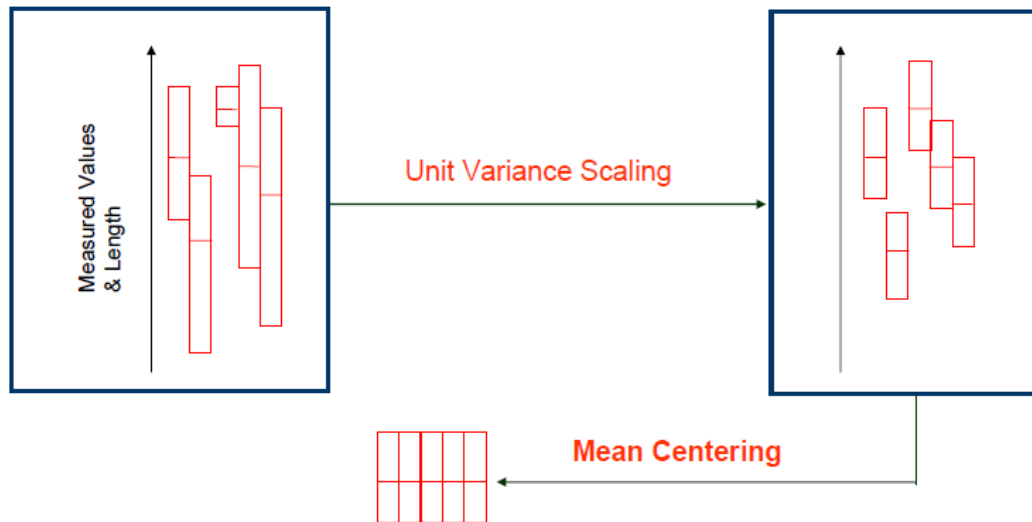 Measured Values
& Length
Unit Variance Scaling
Mean Centering